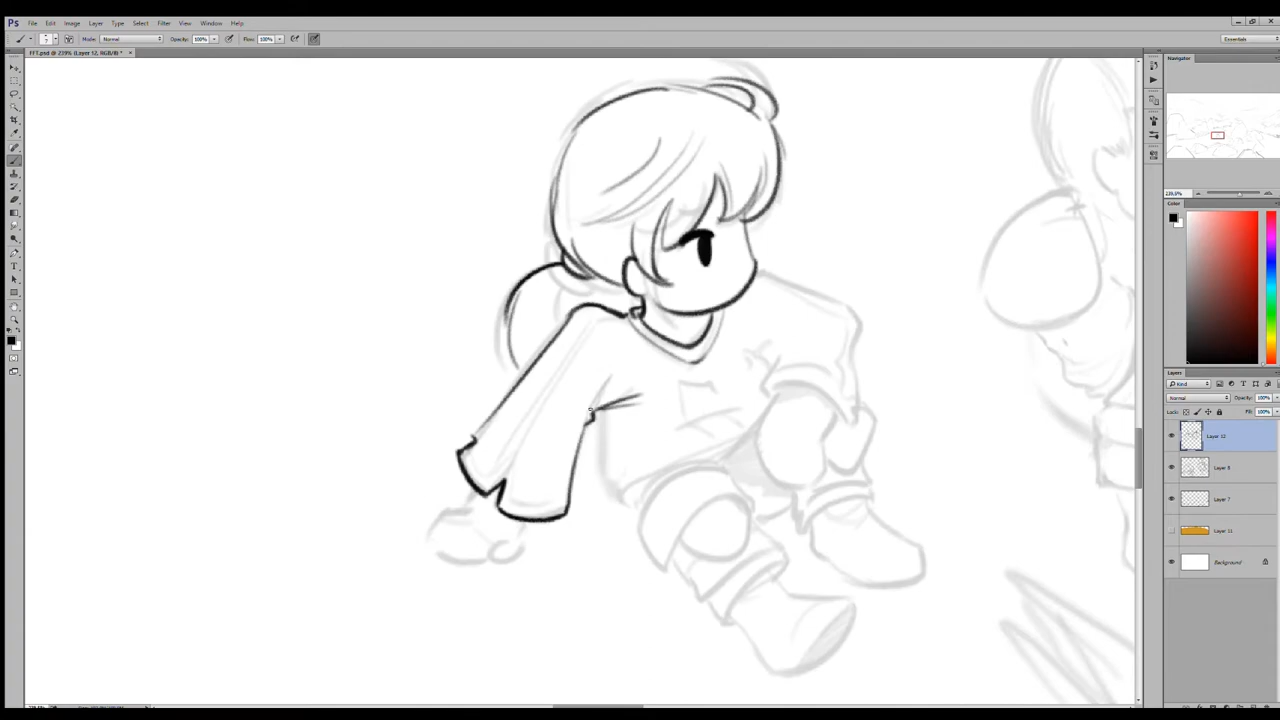 Ps File Edit Image Layer Type Select Filter View Window Help
Mode: Normal Opacity: 100% Flow: 100% Essentials
FFT.psd @ 239% (Layer 12, RGB/8) *
Navigator
Color
Layers
Kind
Normal Opacity: 100%
Lock: Fill: 100%
Layer 12
Layer 8
Layer 7
Layer 11
Background